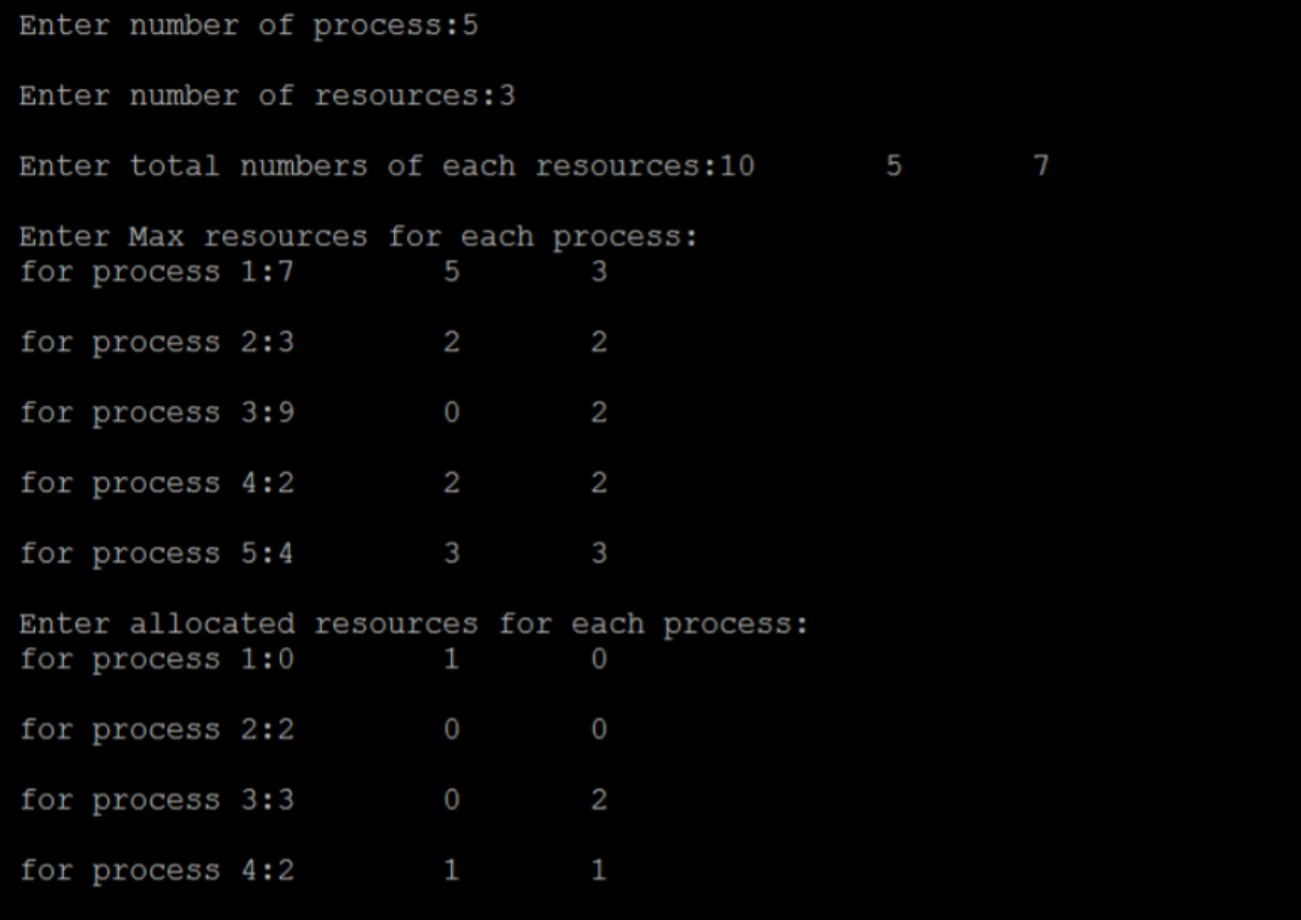 Enter number of process:5
Enter number of resources:3
Enter total numbers of each resources:10 5 7
Enter Max resources for each process:
for process 1:7 5 3
for process 2:3 2 2
for process 3:9 0 2
for process 4:2 2 2
for process 5:4 3 3
Enter allocated resources for each process:
for process 1:0 1 0
for process 2:2 0 0
for process 3:3 0 2
for process 4:2 1 1